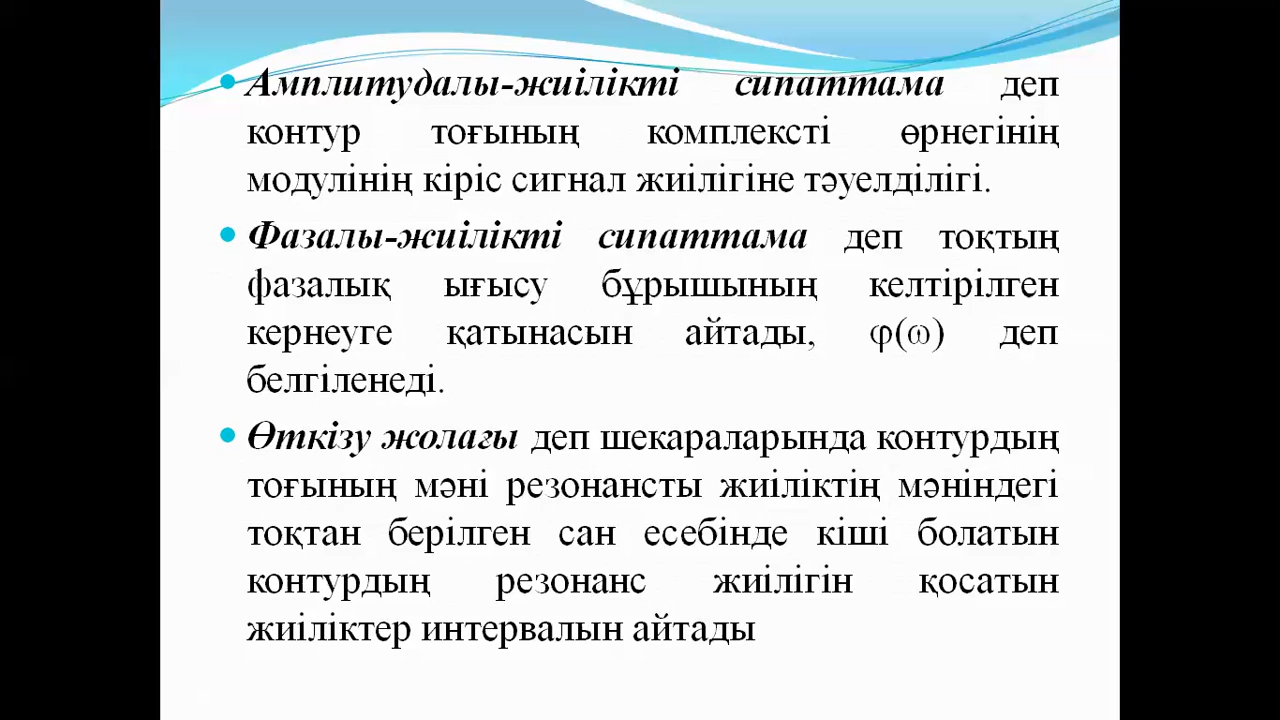 • Амплитудалы-жиілікті сипаттама деп
контур тоғының комплексті өрнегінің
модулінің кіріс сигнал жиілігіне тәуелділігі.
• Фазалы-жиілікті сипаттама деп тоқтың
фазалық ығысу бұрышының келтірілген
кернеуге қатынасын айтады, φ(ω) деп
белгіленеді.
• Өткізу жолағы деп шекараларында контурдың
тоғының мәні резонансты жиіліктің мәніндегі
тоқтан берілген сан есебінде кіші болатын
контурдың резонанс жиілігін қосатын
жиіліктер интервалын айтады